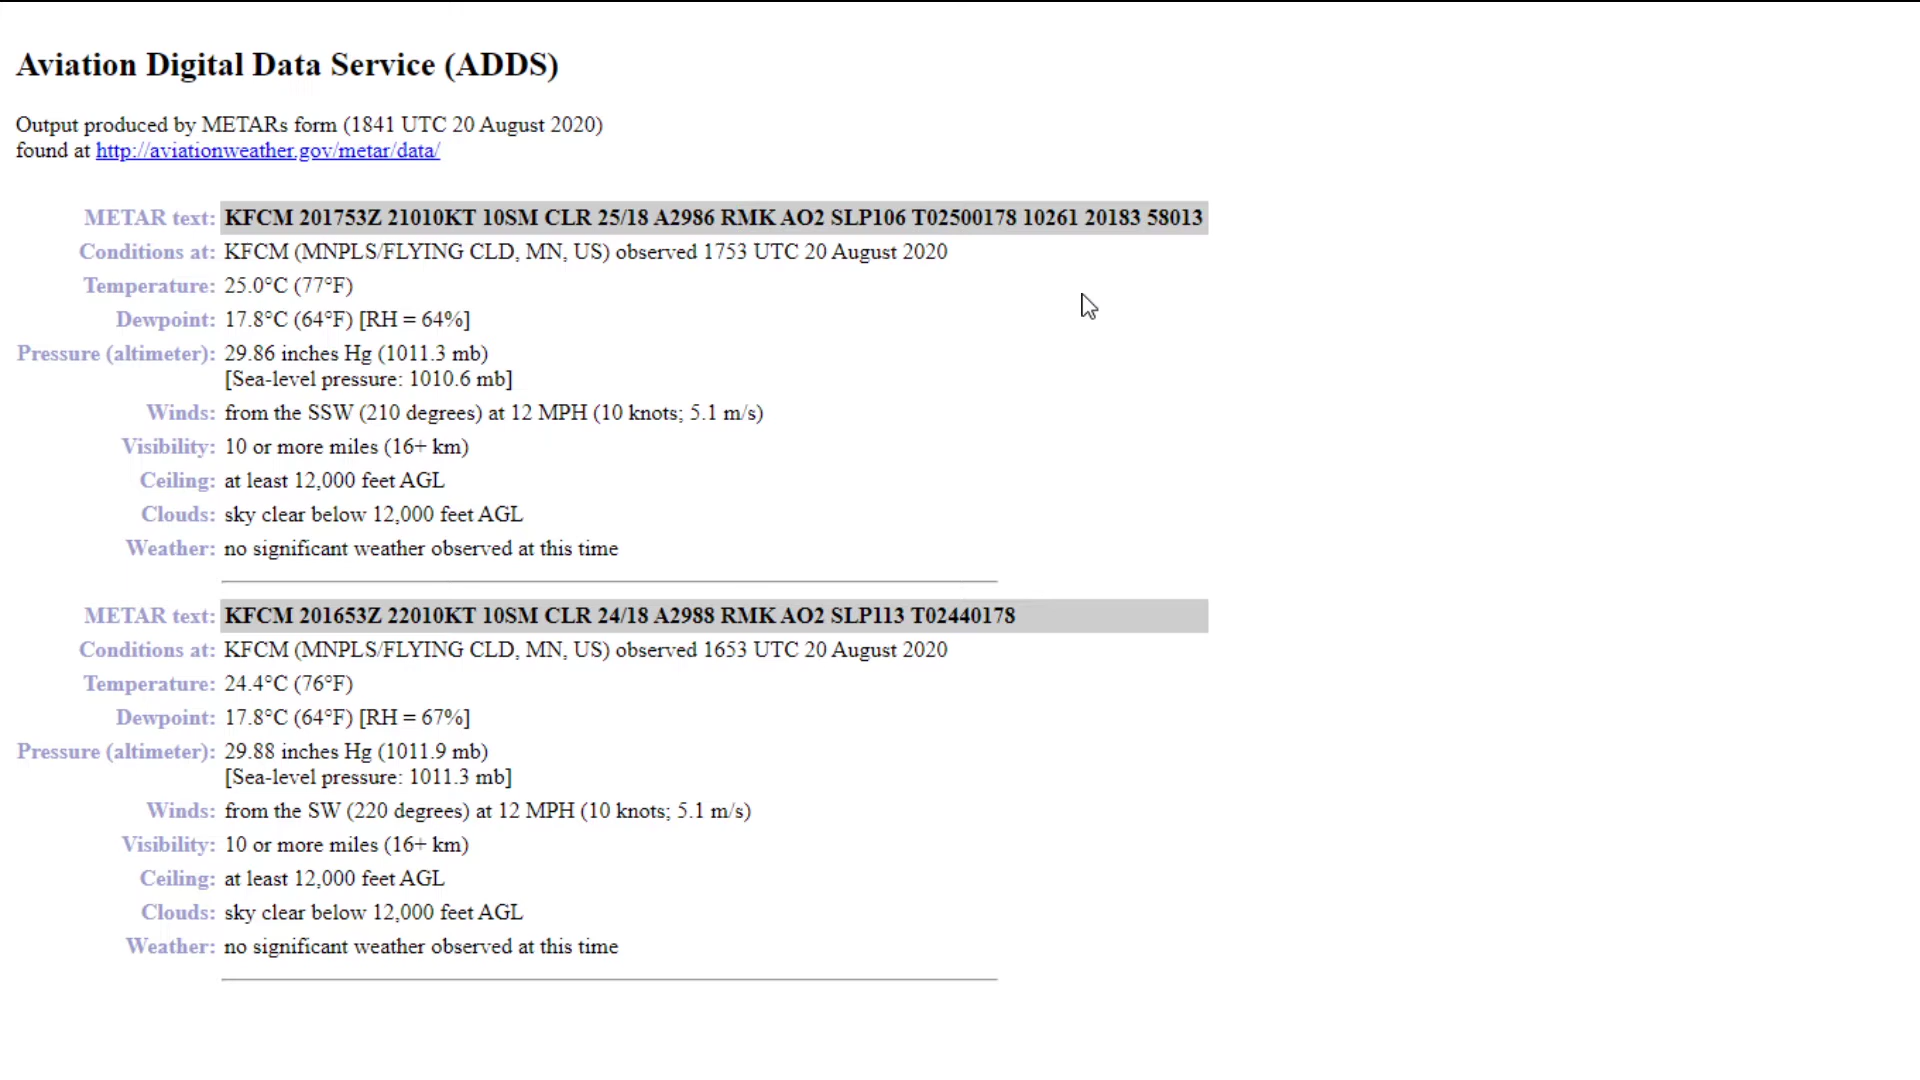 Aviation Digital Data Service (ADDS)
Output produced by METARs form (1841 UTC 20 August 2020)
found at http://aviationweather.gov/metar/data/
METAR text: KFCM 201753Z 21010KT 10SM CLR 25/18 A2986 RMK AO2 SLP106 T02500178 10261 20183 58013
Conditions at: KFCM (MNPLS/FLYING CLD, MN, US) observed 1753 UTC 20 August 2020
Temperature: 25.0°C (77°F)
Dewpoint: 17.8°C (64°F) [RH = 64%]
Pressure (altimeter): 29.86 inches Hg (1011.3 mb)
[Sea-level pressure: 1010.6 mb]
Winds: from the SSW (210 degrees) at 12 MPH (10 knots; 5.1 m/s)
Visibility: 10 or more miles (16+ km)
Ceiling: at least 12,000 feet AGL
Clouds: sky clear below 12,000 feet AGL
Weather: no significant weather observed at this time
METAR text: KFCM 201653Z 22010KT 10SM CLR 24/18 A2988 RMK AO2 SLP113 T02440178
Conditions at: KFCM (MNPLS/FLYING CLD, MN, US) observed 1653 UTC 20 August 2020
Temperature: 24.4°C (76°F)
Dewpoint: 17.8°C (64°F) [RH = 67%]
Pressure (altimeter): 29.88 inches Hg (1011.9 mb)
[Sea-level pressure: 1011.3 mb]
Winds: from the SW (220 degrees) at 12 MPH (10 knots; 5.1 m/s)
Visibility: 10 or more miles (16+ km)
Ceiling: at least 12,000 feet AGL
Clouds: sky clear below 12,000 feet AGL
Weather: no significant weather observed at this time